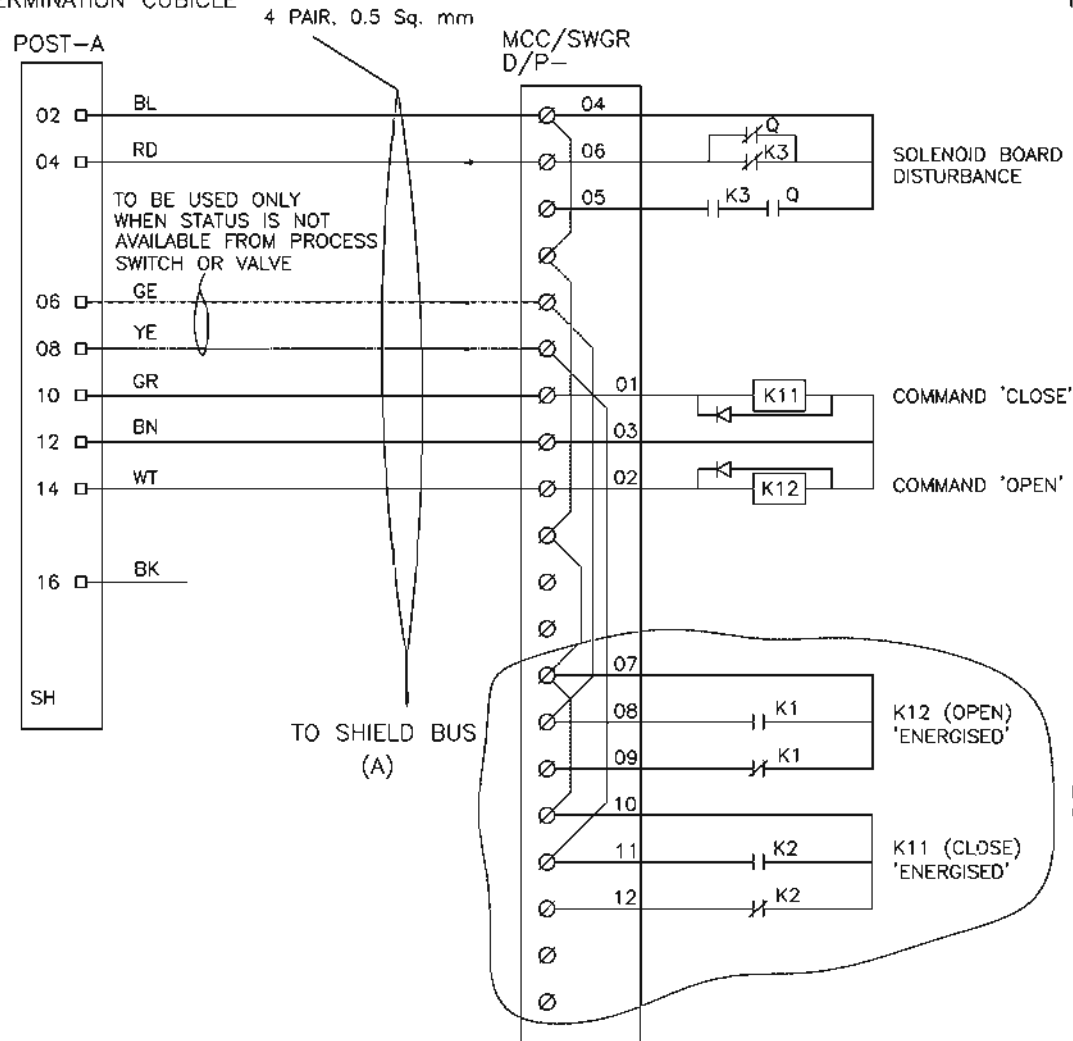 ERMINATION CUBICLE
4 PAIR, 0.5 Sq. mm
POST-A
MCC/SWGR
D/P-
02 BL 04
Q
04 RD 06 K3
SOLENOID BOARD
DISTURBANCE
05 K3 Q
TO BE USED ONLY
WHEN STATUS IS NOT
AVAILABLE FROM PROCESS
SWITCH OR VALVE
06 GE
08 YE
10 GR 01 K11 COMMAND 'CLOSE'
12 BN 03
14 WT 02 K12 COMMAND 'OPEN'
16 BK
SH
TO SHIELD BUS
(A)
07
08 K1
K12 (OPEN)
'ENERGISED'
09 K1
10
11 K2
K11 (CLOSE)
'ENERGISED'
12 K2